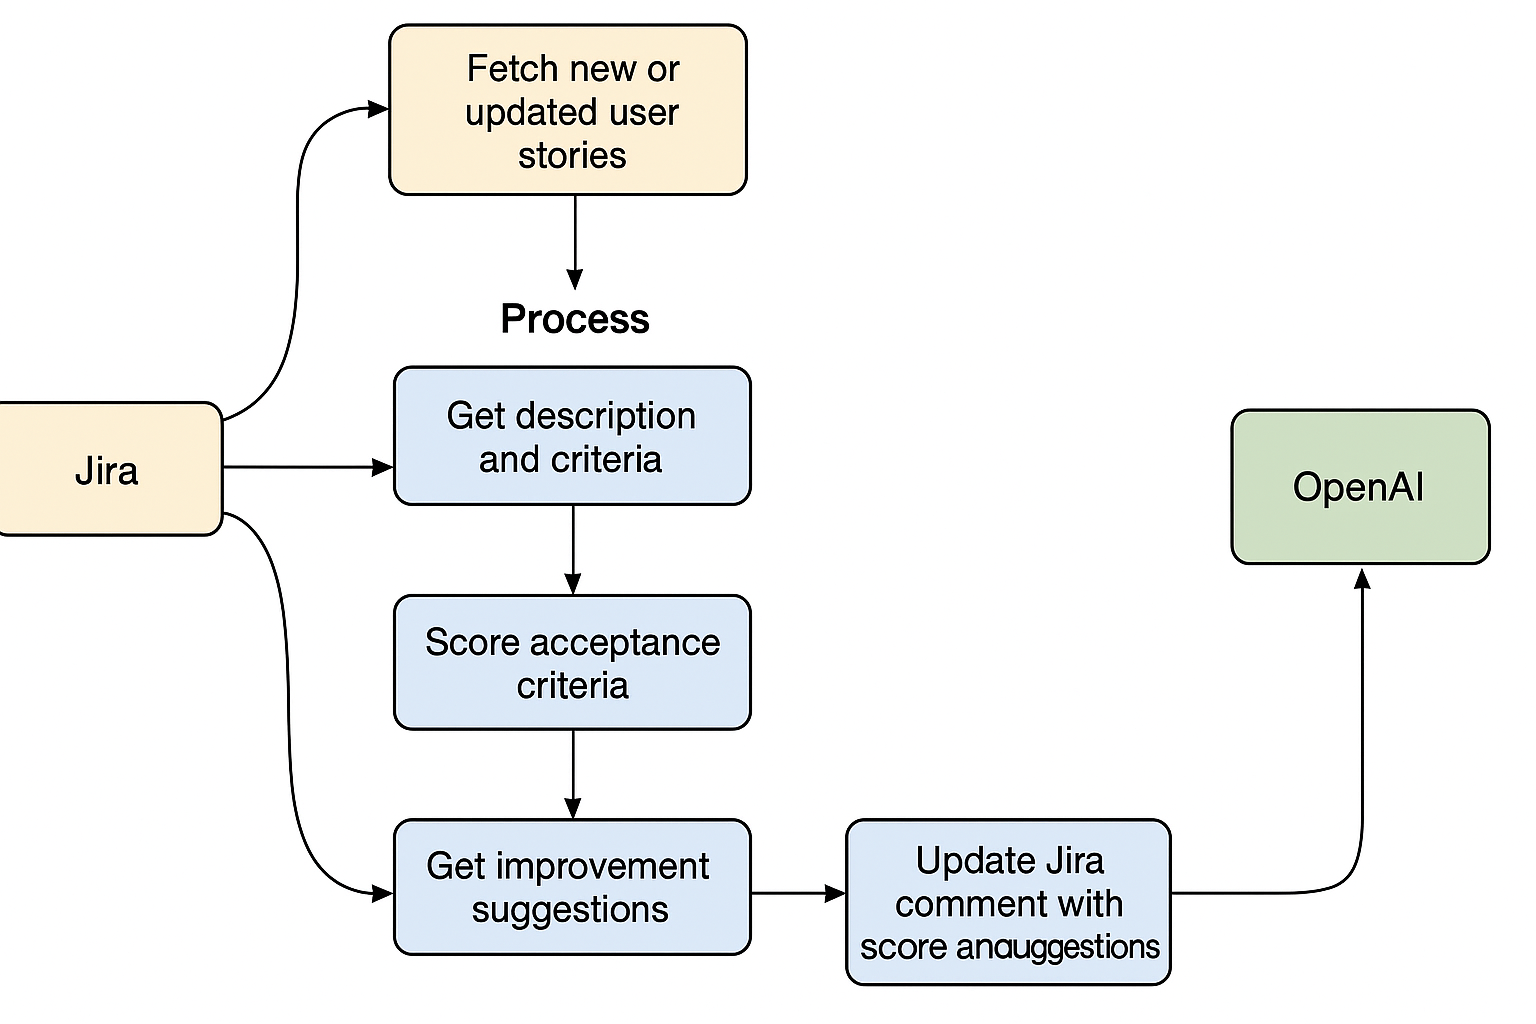 Fetch new or
updated user
stories
Process
Jira
Get description
and criteria
OpenAI
Score acceptance
criteria
Get improvement
suggestions
Update Jira
comment with
score anauggestions